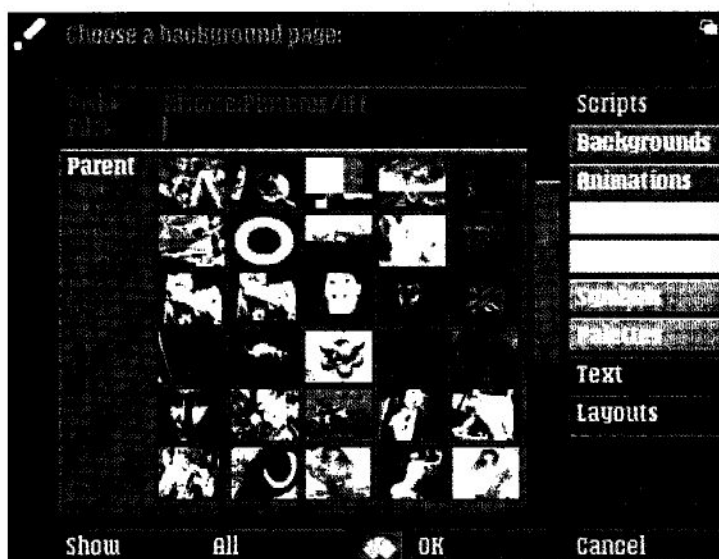 Choose a background page:
Scripts
Backgrounds
Parent
Animations
Text
Layouts
Show All OK Cancel